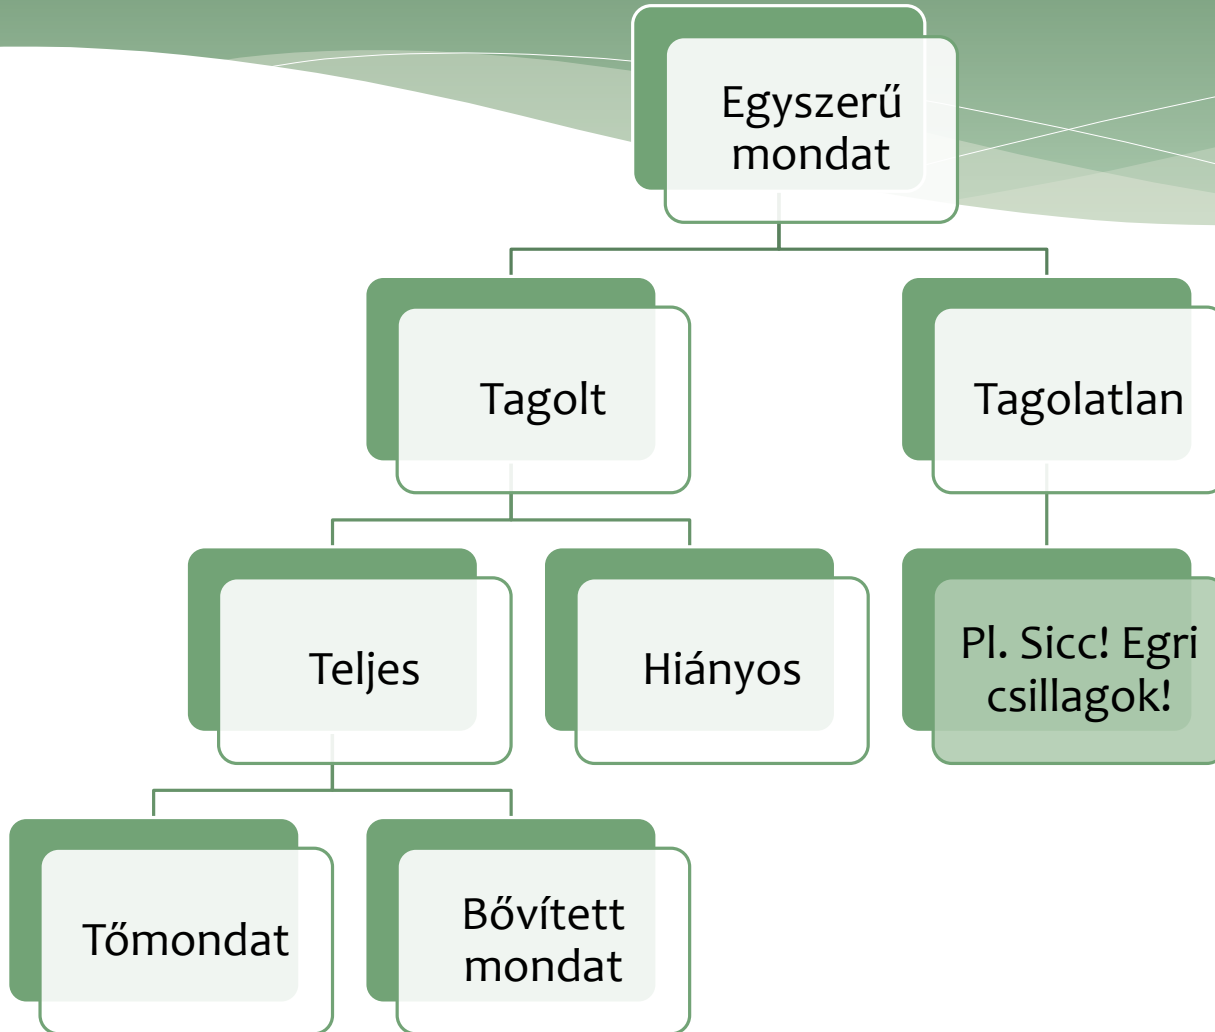 Egyszerű
mondat
Tagolt
Tagolatlan
Teljes
Hiányos
Pl. Sicc! Egri
csillagok!
Tőmondat
Bővített
mondat